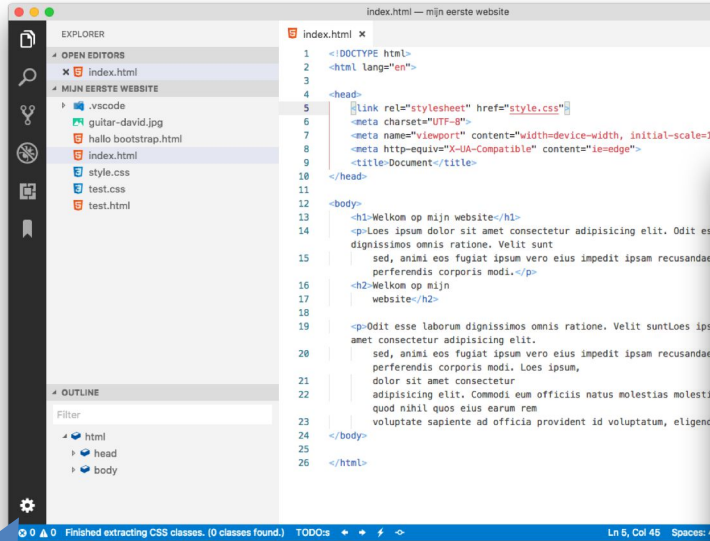 index.html — mijn eerste website
EXPLORER
OPEN EDITORS
index.html
MIJN EERSTE WEBSITE
.vscode
guitar-david.jpg
hallo bootstrap.html
index.html
style.css
test.css
test.html
OUTLINE
Filter
html
head
body
index.html
1 <!DOCTYPE html>
2 <html lang="en">
3
4 <head>
5 <link rel="stylesheet" href="style.css">
6 <meta charset="UTF-8">
7 <meta name="viewport" content="width=device-width, initial-scale=1
8 <meta http-equiv="X-UA-Compatible" content="ie=edge">
9 <title>Document</title>
10 </head>
11
12 <body>
13 <h1>Welkom op mijn website</h1>
14 <p>Loes ipsum dolor sit amet consectetur adipisicing elit. Odit es
dignissimos omnis ratione. Velit sunt
15 sed, animi eos fugiat ipsum vero eius impedit ipsam recusandae
perferendis corporis modi.</p>
16 <h2>Welkom op mijn
17 website</h2>
18
19 <p>Odit esse laborum dignissimos omnis ratione. Velit suntLoes ips
amet consectetur adipisicing elit.
20 sed, animi eos fugiat ipsum vero eius impedit ipsam recusandae
perferendis corporis modi. Loes ipsum,
21 dolor sit amet consectetur
22 adipisicing elit. Commodi eum officiis natus molestias molesti
quod nihil quos eius earum rem
23 voluptate sapiente ad officia provident id voluptatum, eligend
24 </body>
25
26 </html>
0 0 Finished extracting CSS classes. (0 classes found.) TODO:s Ln 5, Col 45 Spaces: 4